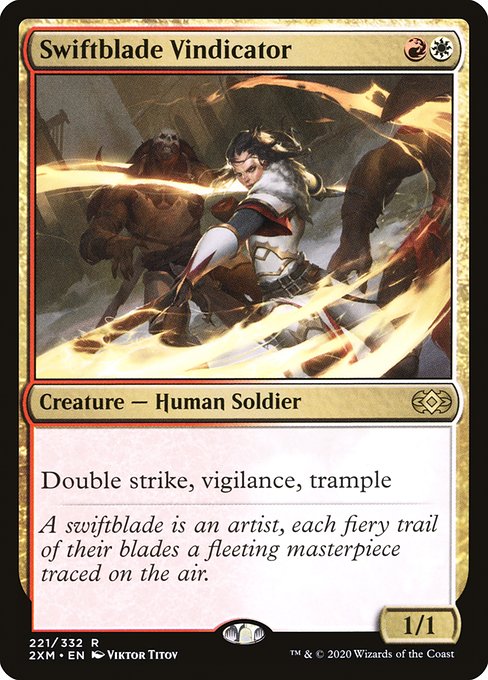 Swiftblade Vindicator
Creature — Human Soldier
Double strike, vigilance, trample
A swiftblade is an artist, each fiery trail
of their blades a fleeting masterpiece
traced on the air.
1/1
221/332 R
2XM • EN Viktor Titov
™ & © 2020 Wizards of the Coast